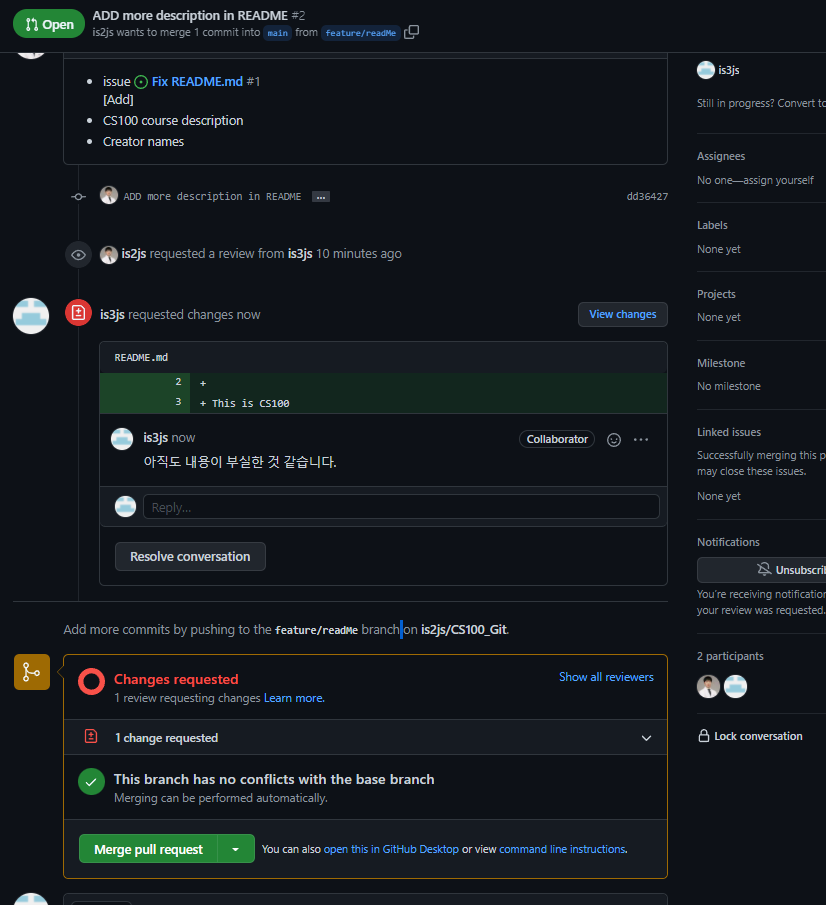 Open
ADD more description in README #2
is2js wants to merge 1 commit into main from feature/readMe
is3js
Still in progress? Convert to
issue Fix README.md #1
[Add]
CS100 course description
Creator names
Assignees
No one—assign yourself
ADD more description in README ...
dd36427
Labels
None yet
is2js requested a review from is3js 10 minutes ago
Projects
None yet
is3js requested changes now
View changes
README.md
2 +
3 + This is CS100
Milestone
No milestone
is3js now
Collaborator
아직도 내용이 부실한 것 같습니다.
Linked issues
Successfully merging this p
may close these issues.
None yet
Reply...
Resolve conversation
Notifications
Unsubscri
You're receiving notification
your review was requested.
Add more commits by pushing to the feature/readMe branch on is2js/CS100_Git.
2 participants
Changes requested
Show all reviewers
1 review requesting changes Learn more.
1 change requested
Lock conversation
This branch has no conflicts with the base branch
Merging can be performed automatically.
Merge pull request
You can also open this in GitHub Desktop or view command line instructions.